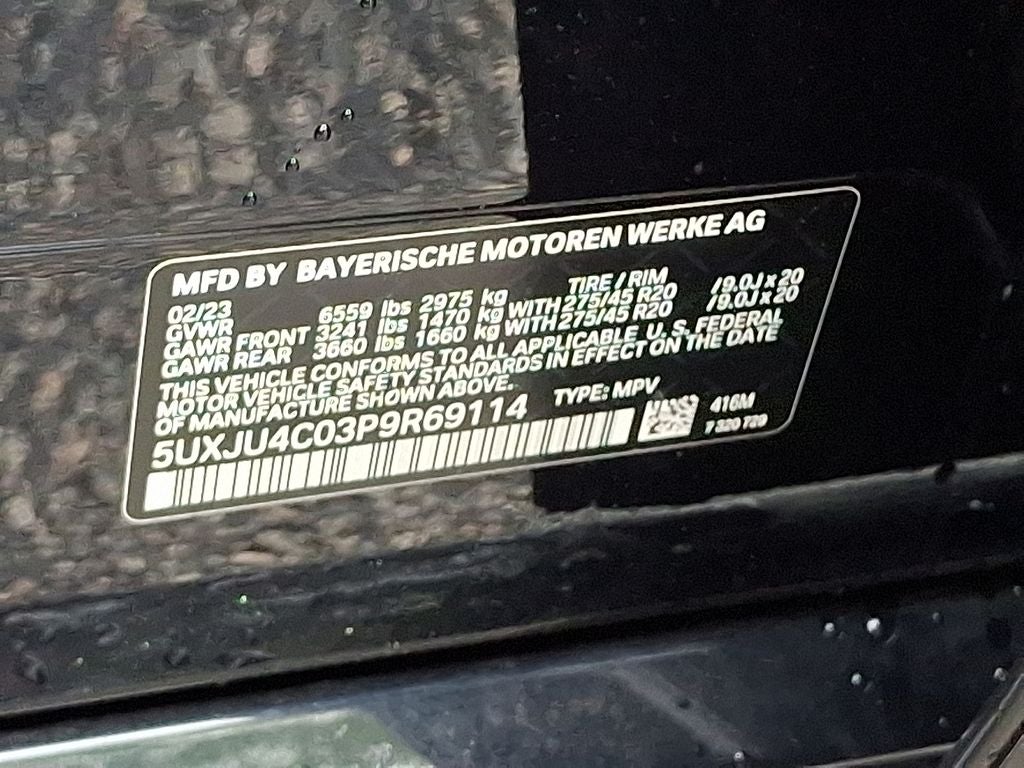 MFD BY BAYERISCHE MOTOREN WERKE AG
02/23 TIRE / RIM
GVWR 6559 lbs 2975 kg
GAWR FRONT 3241 lbs 1470 kg WITH 275/45 R20 /9.0J x 20
GAWR REAR 3660 lbs 1660 kg WITH 275/45 R20 /9.0J x 20
THIS VEHICLE CONFORMS TO ALL APPLICABLE U. S. FEDERAL
MOTOR VEHICLE SAFETY STANDARDS IN EFFECT ON THE DATE
OF MANUFACTURE SHOWN ABOVE.
5UXJU4C03P9R69114 TYPE: MPV
416M
7 320 729